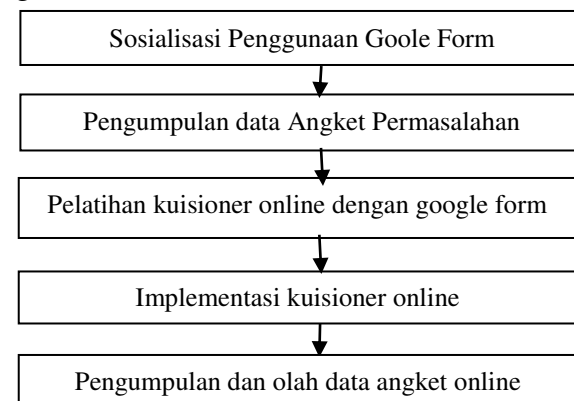 Sosialisasi Penggunaan Goole Form
Pengumpulan data Angket Permasalahan
Pelatihan kuisioner online dengan google form
Implementasi kuisioner online
Pengumpulan dan olah data angket online